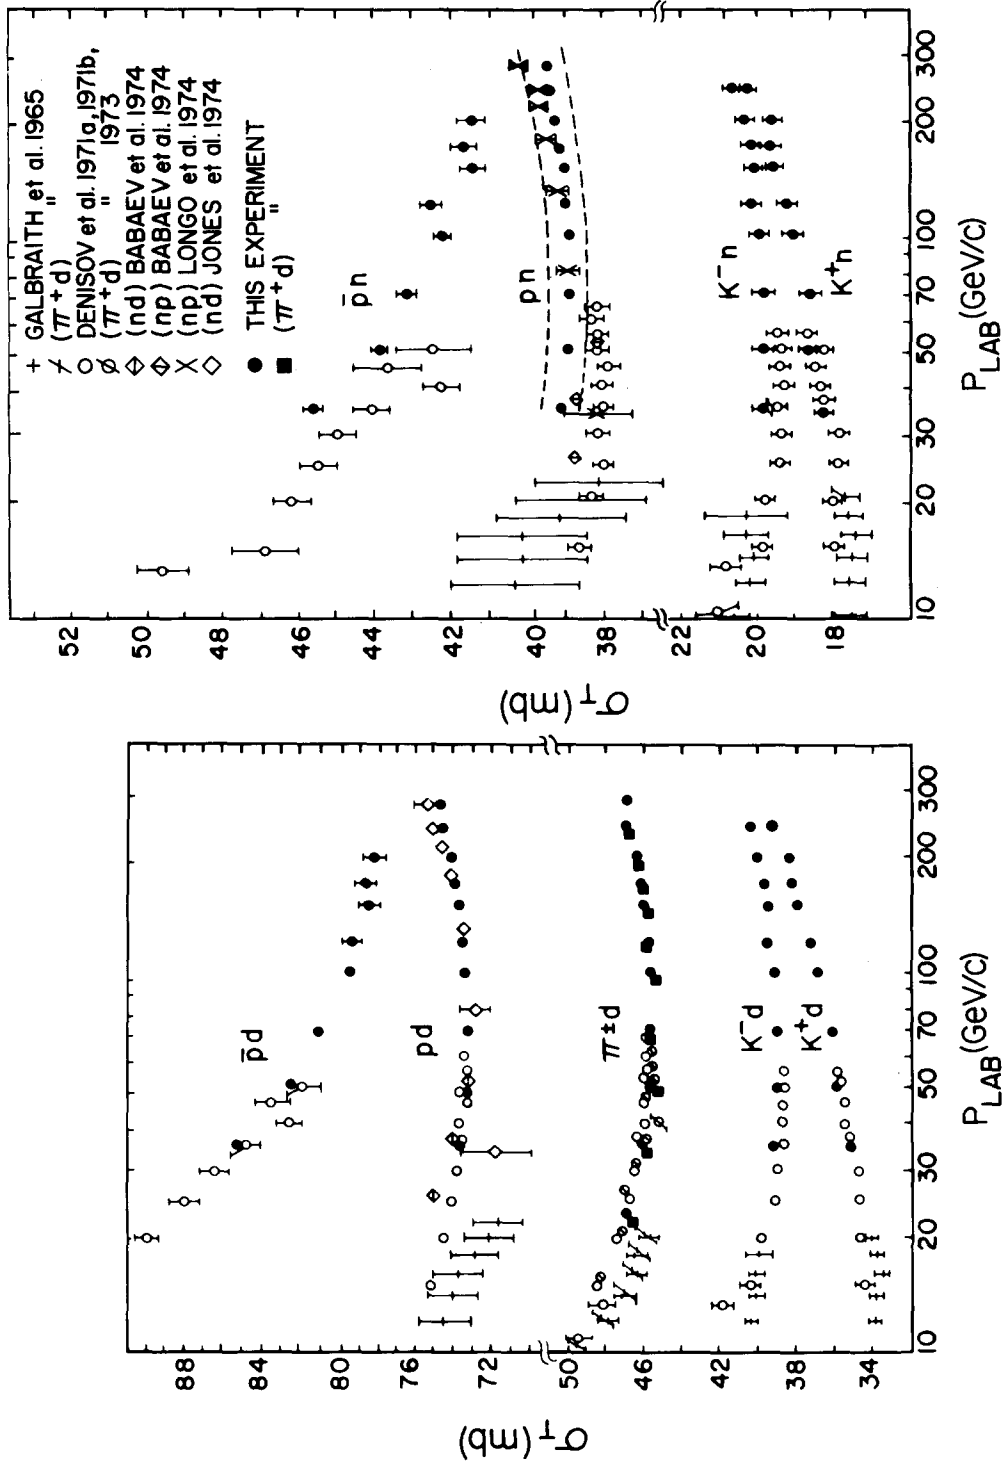 + GALBRAITH et al. 1965
(π⁺d) "
○ DENISOV et al. 1971a, 1971b,
(π⁺d) " 1973
(nd) BABAEV et al. 1974
(np) BABAEV et al. 1974
(np) LONGO et al. 1974
(nd) JONES et al. 1974
● THIS EXPERIMENT
■ (π⁺d) "
p̄n
pn
K⁻n
K⁺n
σT (mb)
52
50
48
46
44
42
40
38
22
20
18
10 20 30 50 70 100 200 300
PLAB (GeV/c)
p̄d
pd
π±d
K⁻d
K⁺d
σT (mb)
88
84
80
76
72
50
46
42
38
34
10 20 30 50 70 100 200 300
PLAB (GeV/c)